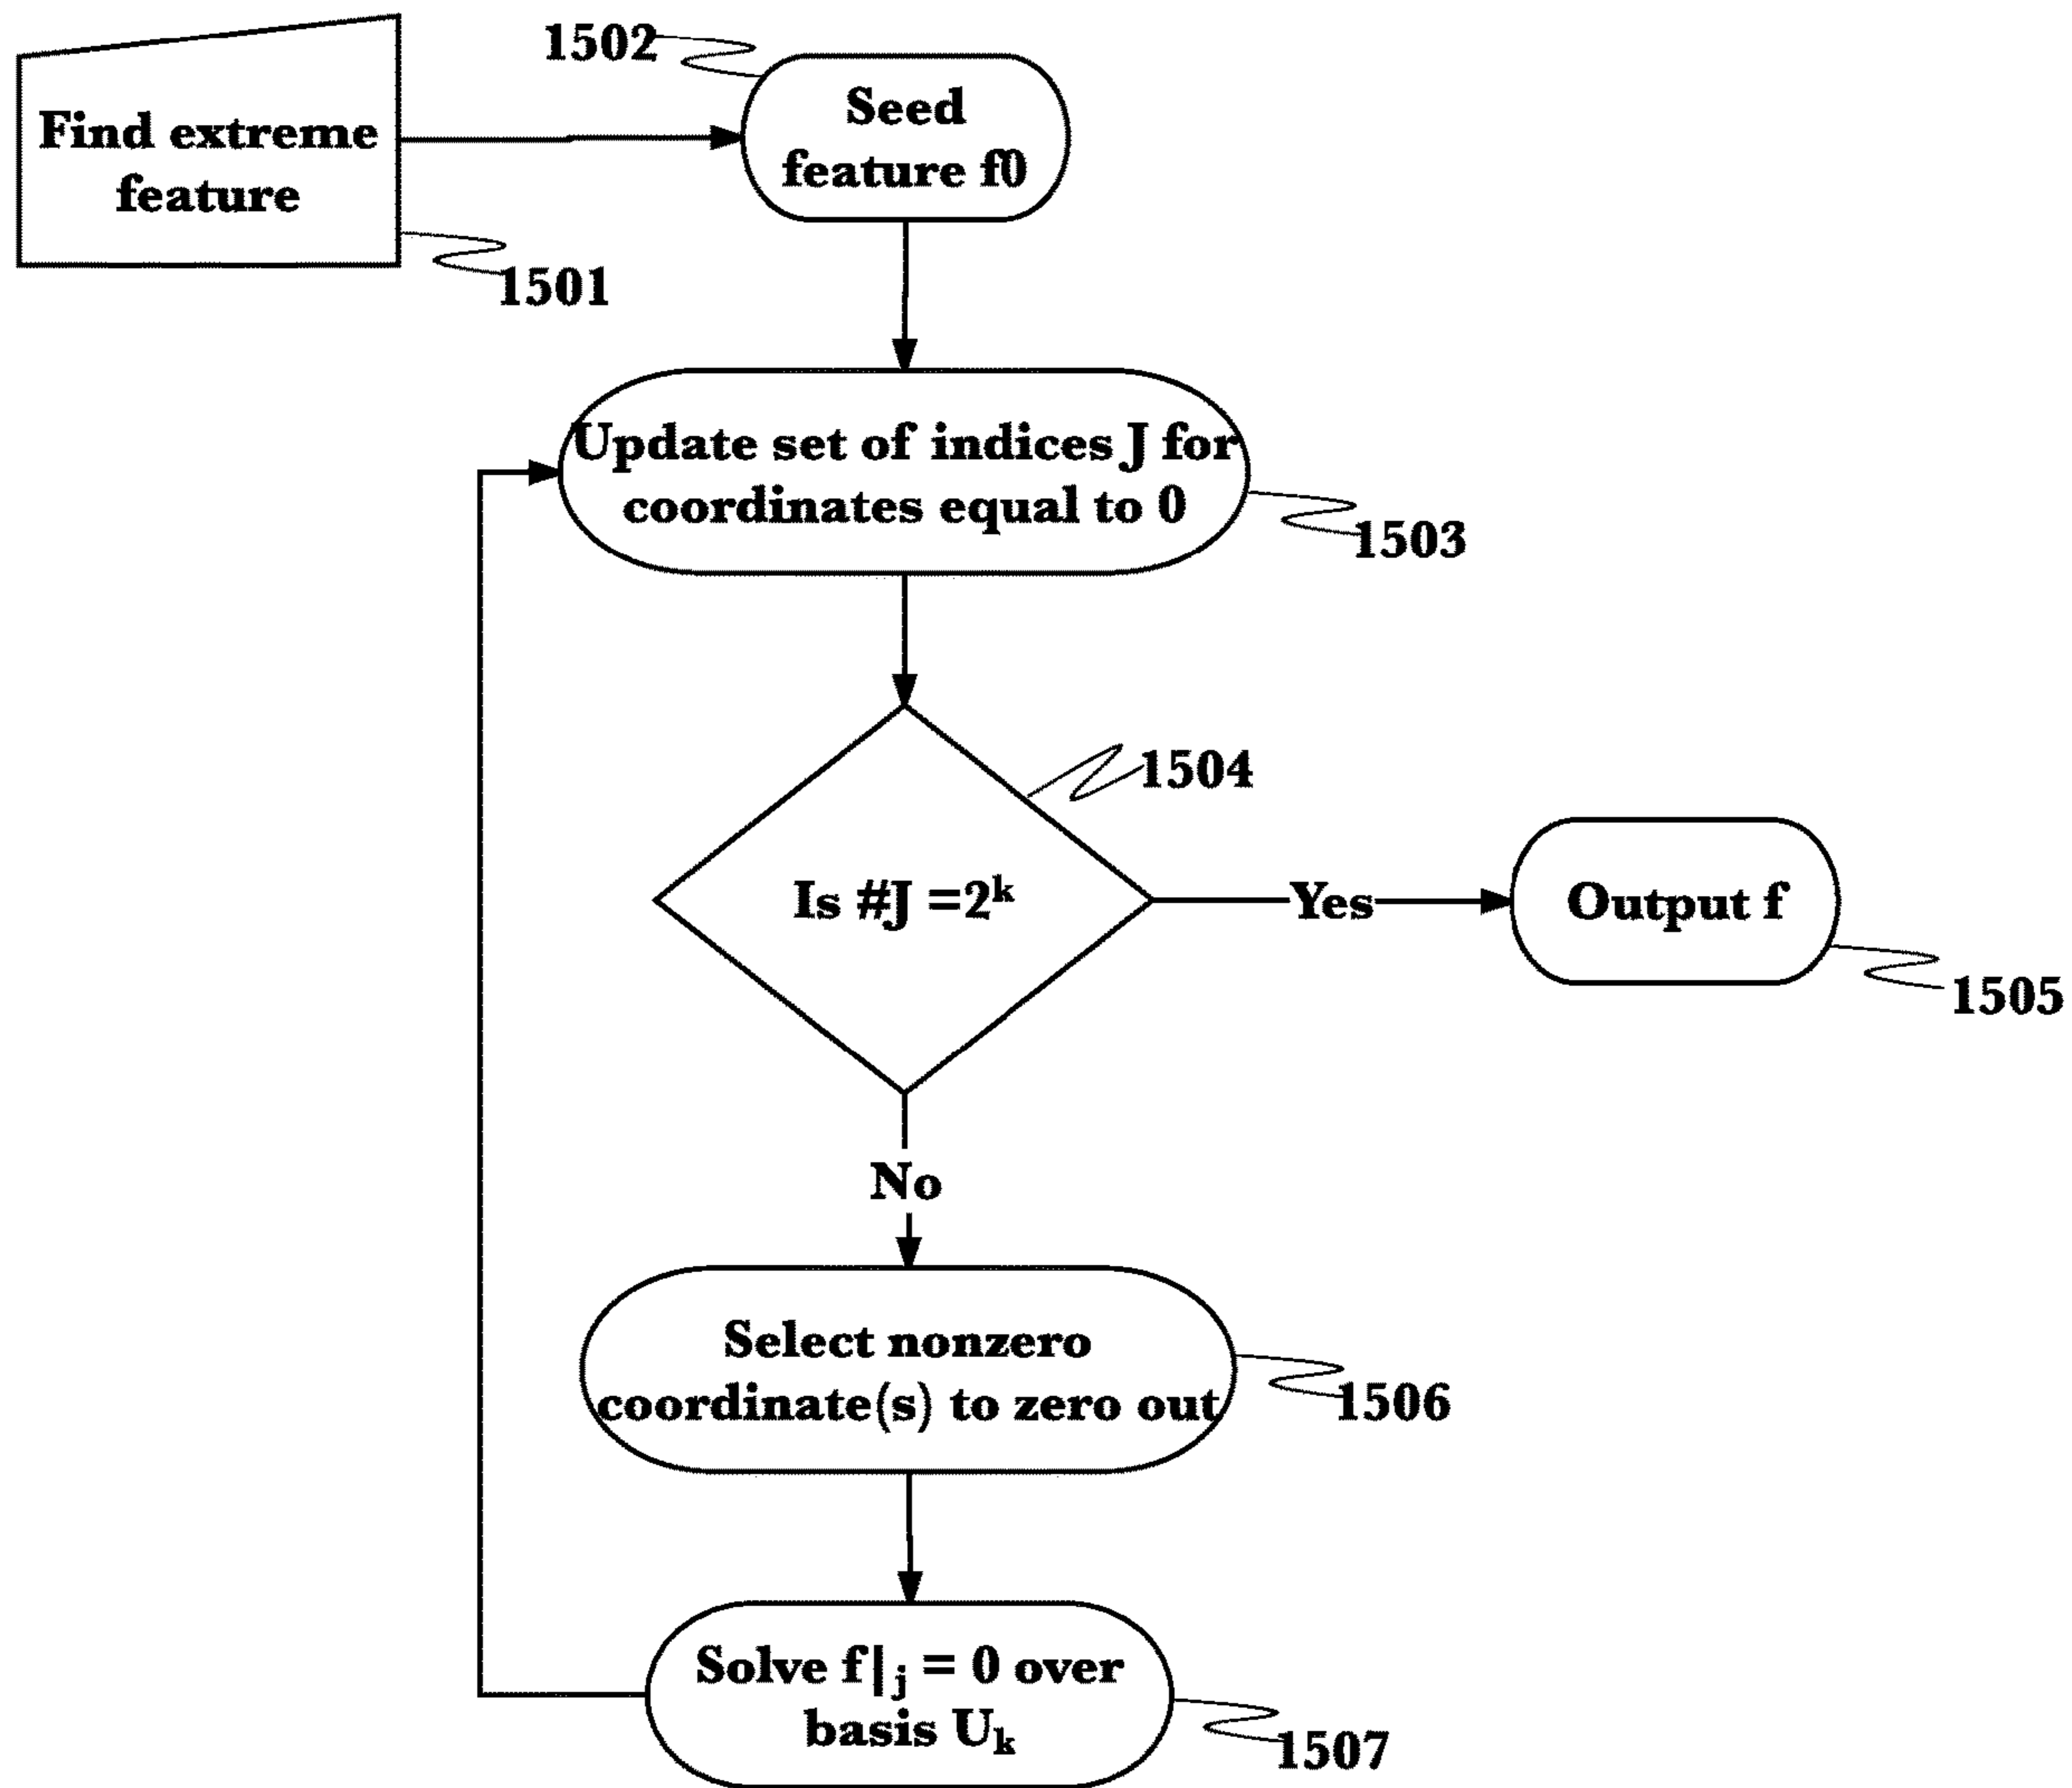 1502
Seed
feature f0
Find extreme
feature
1501
Update set of indices J for
coordinates equal to 0
1503
1504
Is #J =2ᵏ
Yes
Output f
1505
No
Select nonzero
coordinate(s) to zero out
1506
Solve f|ⱼ = 0 over
basis Uₖ
1507